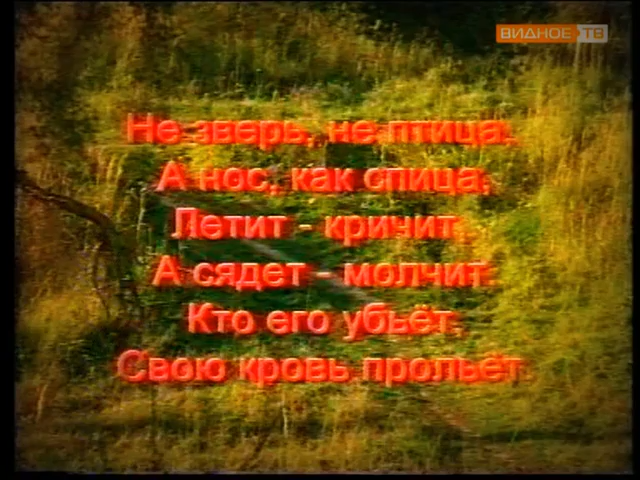 ВИДНОЕ ТВ
Не зверь, не птица,
А нос, как спица,
Летит - кричит,
А сядет - молчит.
Кто его убьёт,
Свою кровь прольёт.